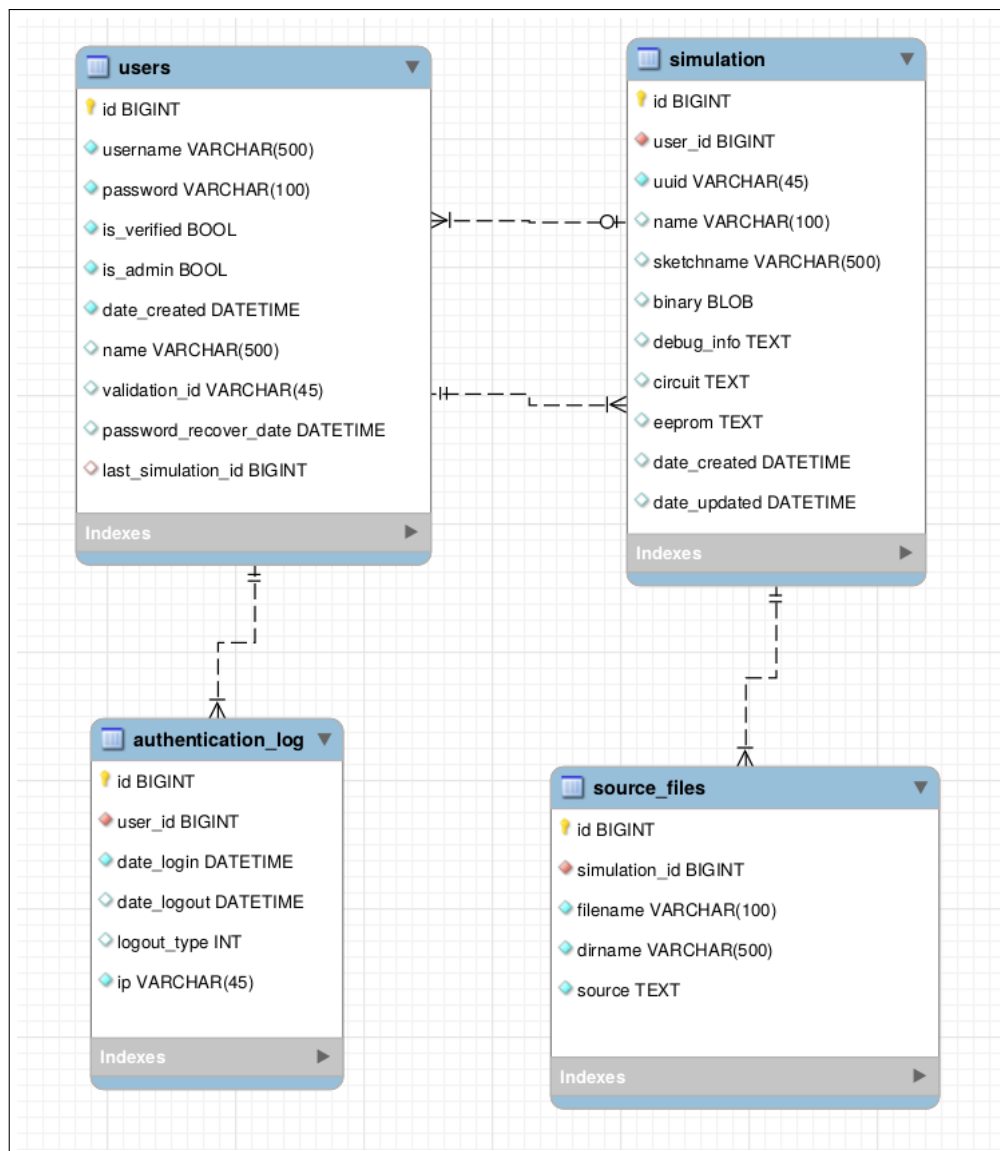 users
id BIGINT
username VARCHAR(500)
password VARCHAR(100)
is_verified BOOL
is_admin BOOL
date_created DATETIME
name VARCHAR(500)
validation_id VARCHAR(45)
password_recover_date DATETIME
last_simulation_id BIGINT
Indexes
simulation
id BIGINT
user_id BIGINT
uuid VARCHAR(45)
name VARCHAR(100)
sketchname VARCHAR(500)
binary BLOB
debug_info TEXT
circuit TEXT
eeprom TEXT
date_created DATETIME
date_updated DATETIME
Indexes
authentication_log
id BIGINT
user_id BIGINT
date_login DATETIME
date_logout DATETIME
logout_type INT
ip VARCHAR(45)
Indexes
source_files
id BIGINT
simulation_id BIGINT
filename VARCHAR(100)
dirname VARCHAR(500)
source TEXT
Indexes